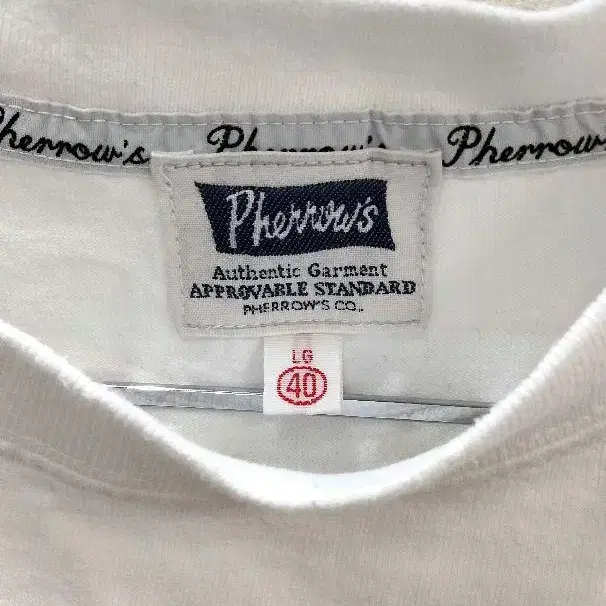 Pherrow's Pherrow's Pherrow's
Pherrow's
Authentic Garment
APPROVABLE STANDARD
PHERROW'S CO.,
LG
40